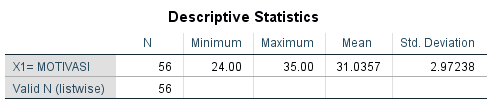 Descriptive Statistics
N Minimum Maximum Mean Std. Deviation
X1= MOTIVASI 56 24.00 35.00 31.0357 2.97238
Valid N (listwise) 56